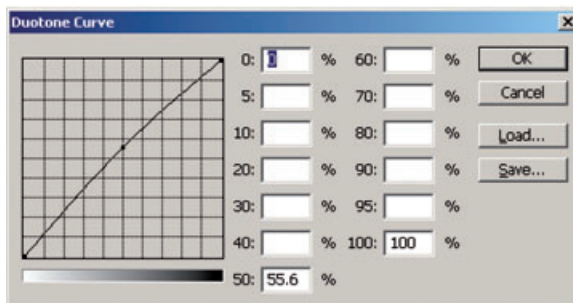 Duotone Curve
0: 0 % 60: % OK
5: % 70: % Cancel
10: % 80: % Load...
20: % 90: % Save...
30: % 95: %
40: % 100: 100 %
50: 55.6 %